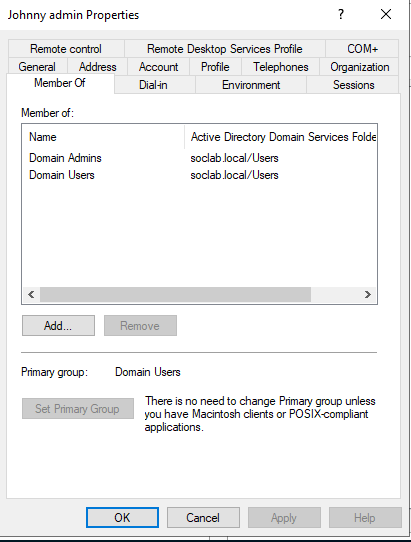 Johnny admin Properties
? ×
Remote control Remote Desktop Services Profile COM+
General Address Account Profile Telephones Organization
Member Of Dial-in Environment Sessions
Member of:
Name Active Directory Domain Services Folde
Domain Admins soclab.local/Users
Domain Users soclab.local/Users
Add... Remove
Primary group: Domain Users
Set Primary Group
There is no need to change Primary group unless
you have Macintosh clients or POSIX-compliant
applications.
OK Cancel Apply Help